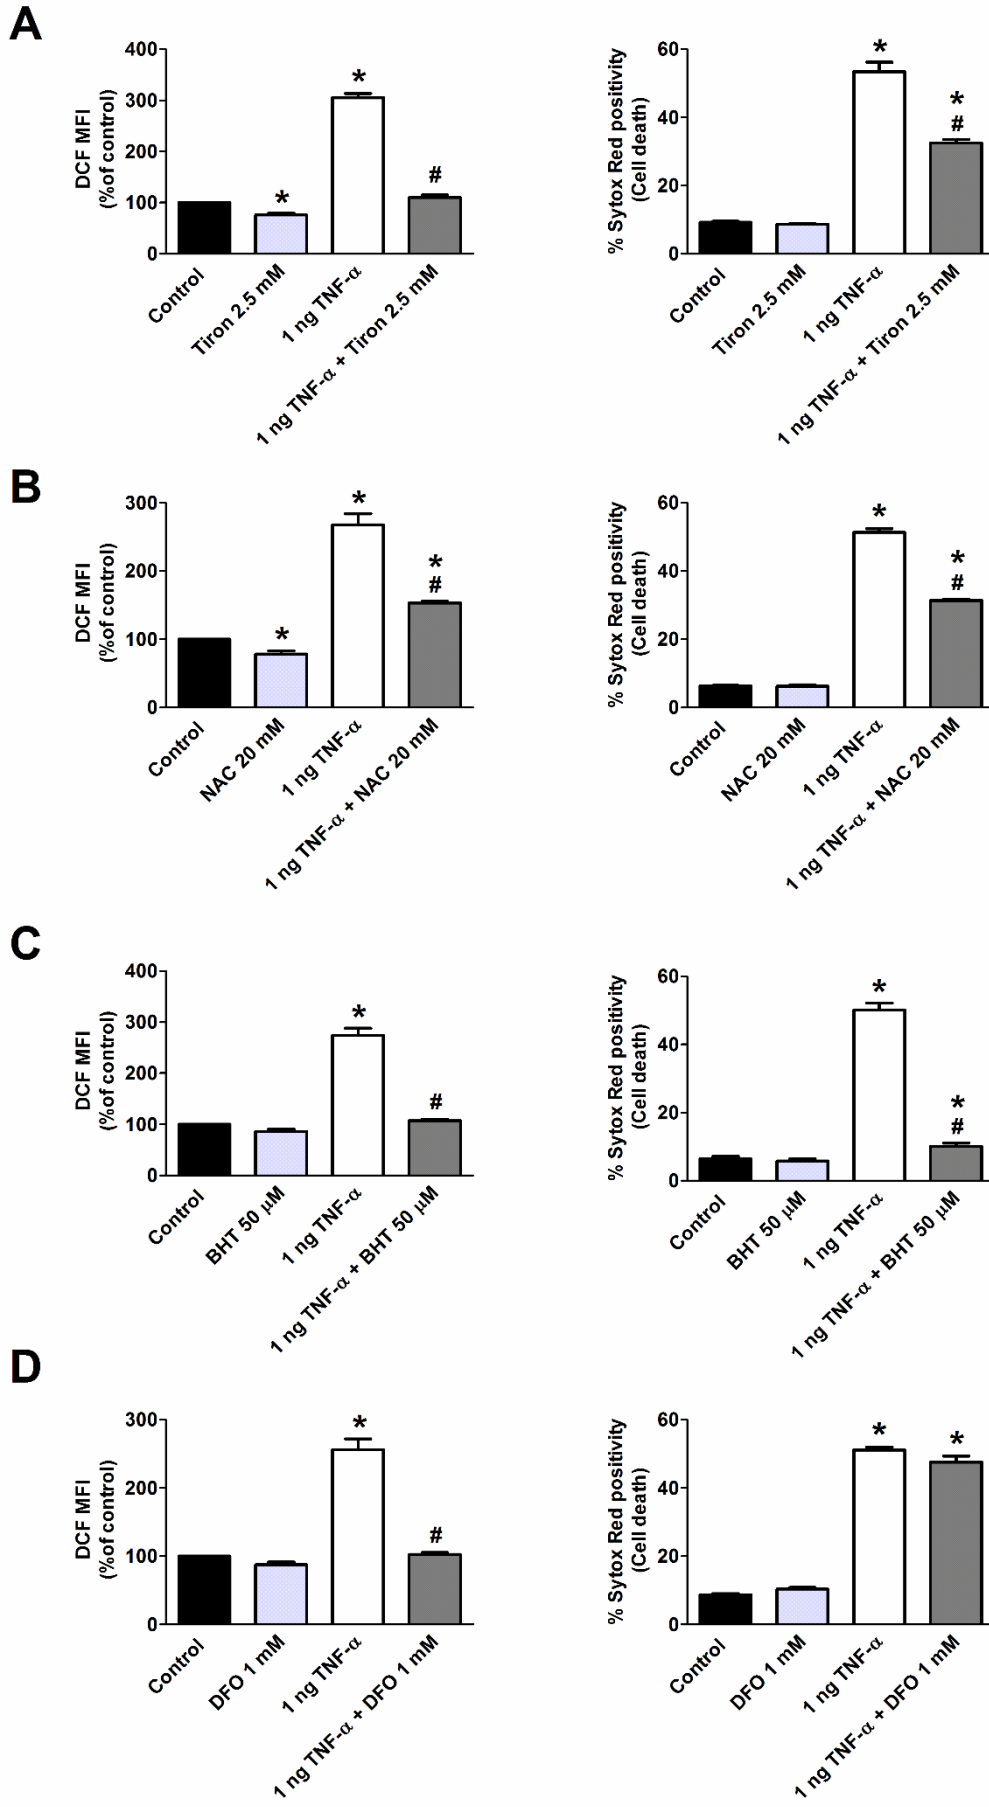 A
DCF MFI
(%of control)
400
300
200
100
0
*
*
#
Control
Tiron 2.5 mM
1 ng TNF-α
1 ng TNF-α + Tiron 2.5 mM
% Sytox Red positivity
(Cell death)
60
40
20
0
*
*
#
Control
Tiron 2.5 mM
1 ng TNF-α
1 ng TNF-α + Tiron 2.5 mM
B
DCF MFI
(%of control)
300
200
100
0
*
*
*
#
Control
NAC 20 mM
1 ng TNF-α
1 ng TNF-α + NAC 20 mM
% Sytox Red positivity
(Cell death)
60
40
20
0
*
*
#
Control
NAC 20 mM
1 ng TNF-α
1 ng TNF-α + NAC 20 mM
C
DCF MFI
(%of control)
400
300
200
100
0
*
#
Control
BHT 50 μM
1 ng TNF-α
1 ng TNF-α + BHT 50 μM
% Sytox Red positivity
(Cell death)
60
40
20
0
*
*
#
Control
BHT 50 μM
1 ng TNF-α
1 ng TNF-α + BHT 50 μM
D
DCF MFI
(%of control)
300
200
100
0
*
#
Control
DFO 1 mM
1 ng TNF-α
1 ng TNF-α + DFO 1 mM
% Sytox Red positivity
(Cell death)
60
40
20
0
*
*
Control
DFO 1 mM
1 ng TNF-α
1 ng TNF-α + DFO 1 mM